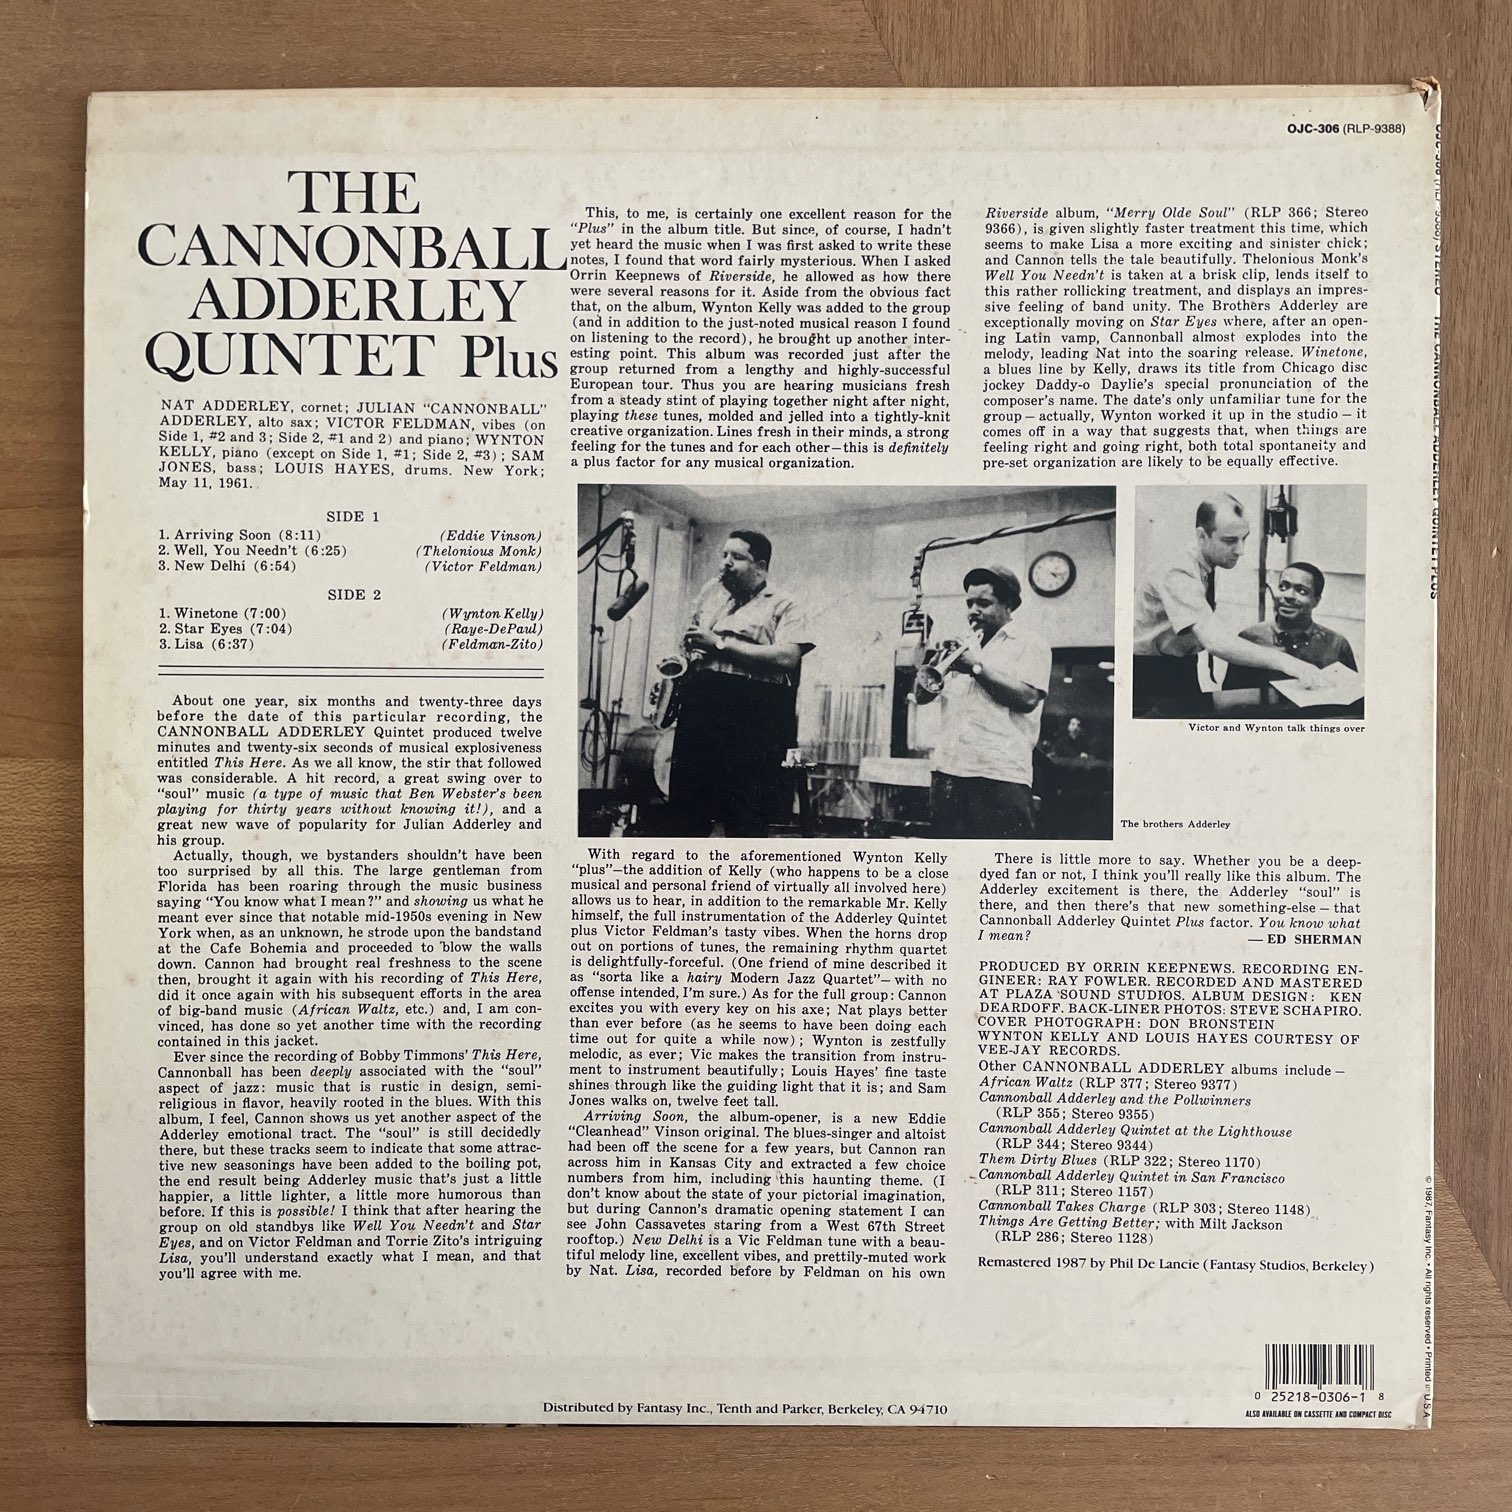 OJC-306 (RLP-9388)
THE
CANNONBALL
ADDERLEY
QUINTET Plus
NAT ADDERLEY, cornet; JULIAN “CANNONBALL”
ADDERLEY, alto sax; VICTOR FELDMAN, vibes (on
Side 1, #2 and 3; Side 2, #1 and 2) and piano; WYNTON
KELLY, piano (except on Side 1, #1; Side 2, #3); SAM
JONES, bass; LOUIS HAYES, drums. New York;
May 11, 1961.
SIDE 1
1. Arriving Soon (8:11) (Eddie Vinson)
2. Well, You Needn't (6:25) (Thelonious Monk)
3. New Delhi (6:54) (Victor Feldman)
SIDE 2
1. Winetone (7:00) (Wynton Kelly)
2. Star Eyes (7:04) (Raye-DePaul)
3. Lisa (6:37) (Feldman-Zito)
About one year, six months and twenty-three days
before the date of this particular recording, the
CANNONBALL ADDERLEY Quintet produced twelve
minutes and twenty-six seconds of musical explosiveness
entitled This Here. As we all know, the stir that followed
was considerable. A hit record, a great swing over to
“soul” music (a type of music that Ben Webster's been
playing for thirty years without knowing it!), and a
great new wave of popularity for Julian Adderley and
his group.
Actually, though, we bystanders shouldn't have been
too surprised by all this. The large gentleman from
Florida has been roaring through the music business
saying “You know what I mean?” and showing us what he
meant ever since that notable mid-1950s evening in New
York when, as an unknown, he strode upon the bandstand
at the Cafe Bohemia and proceeded to blow the walls
down. Cannon had brought real freshness to the scene
then, brought it again with his recording of This Here,
did it once again with his subsequent efforts in the area
of big-band music (African Waltz, etc.) and, I am con-
vinced, has done so yet another time with the recording
contained in this jacket.
Ever since the recording of Bobby Timmons' This Here,
Cannonball has been deeply associated with the “soul”
aspect of jazz: music that is rustic in design, semi-
religious in flavor, heavily rooted in the blues. With this
album, I feel, Cannon shows us yet another aspect of the
Adderley emotional tract. The “soul” is still decidedly
there, but these tracks seem to indicate that some attrac-
tive new seasonings have been added to the boiling pot,
the end result being Adderley music that's just a little
happier, a little lighter, a little more humorous than
before. If this is possible! I think that after hearing the
group on old standbys like Well You Needn't and Star
Eyes, and on Victor Feldman and Torrie Zito's intriguing
Lisa, you'll understand exactly what I mean, and that
you'll agree with me.
This, to me, is certainly one excellent reason for the
“Plus” in the album title. But since, of course, I hadn't
yet heard the music when I was first asked to write these
notes, I found that word fairly mysterious. When I asked
Orrin Keepnews of Riverside, he allowed as how there
were several reasons for it. Aside from the obvious fact
that, on the album, Wynton Kelly was added to the group
(and in addition to the just-noted musical reason I found
on listening to the record), he brought up another inter-
esting point. This album was recorded just after the
group returned from a lengthy and highly-successful
European tour. Thus you are hearing musicians fresh
from a steady stint of playing together night after night,
playing these tunes, molded and jelled into a tightly-knit
creative organization. Lines fresh in their minds, a strong
feeling for the tunes and for each other—this is definitely
a plus factor for any musical organization.
With regard to the aforementioned Wynton Kelly
“plus”—the addition of Kelly (who happens to be a close
musical and personal friend of virtually all involved here)
allows us to hear, in addition to the remarkable Mr. Kelly
himself, the full instrumentation of the Adderley Quintet
plus Victor Feldman's tasty vibes. When the horns drop
out on portions of tunes, the remaining rhythm quartet
is delightfully-forceful. (One friend of mine described it
as “sorta like a hairy Modern Jazz Quartet”—with no
offense intended, I'm sure.) As for the full group: Cannon
excites you with every key on his axe; Nat plays better
than ever before (as he seems to have been doing each
time out for quite a while now); Wynton is zestfully
melodic, as ever; Vic makes the transition from instru-
ment to instrument beautifully; Louis Hayes' fine taste
shines through like the guiding light that it is; and Sam
Jones walks on, twelve feet tall.
Arriving Soon, the album-opener, is a new Eddie
“Cleanhead” Vinson original. The blues-singer and altoist
had been off the scene for a few years, but Cannon ran
across him in Kansas City and extracted a few choice
numbers from him, including this haunting theme. (I
don't know about the state of your pictorial imagination,
but during Cannon's dramatic opening statement I can
see John Cassavetes staring from a West 67th Street
rooftop.) New Delhi is a Vic Feldman tune with a beau-
tiful melody line, excellent vibes, and prettily-muted work
by Nat. Lisa, recorded before by Feldman on his own
Riverside album, “Merry Olde Soul” (RLP 366; Stereo
9366), is given slightly faster treatment this time, which
seems to make Lisa a more exciting and sinister chick;
and Cannon tells the tale beautifully. Thelonious Monk's
Well You Needn't is taken at a brisk clip, lends itself to
this rather rollicking treatment, and displays an impres-
sive feeling of band unity. The Brothers Adderley are
exceptionally moving on Star Eyes where, after an open-
ing Latin vamp, Cannonball almost explodes into the
melody, leading Nat into the soaring release. Winetone,
a blues line by Kelly, draws its title from Chicago disc
jockey Daddy-o Daylie's special pronunciation of the
composer's name. The date's only unfamiliar tune for the
group – actually, Wynton worked it up in the studio – it
comes off in a way that suggests that, when things are
feeling right and going right, both total spontaneity and
pre-set organization are likely to be equally effective.
Victor and Wynton talk things over
The brothers Adderley
There is little more to say. Whether you be a deep-
dyed fan or not, I think you'll really like this album. The
Adderley excitement is there, the Adderley “soul” is
there, and then there's that new something-else – that
Cannonball Adderley Quintet Plus factor. You know what
I mean? — ED SHERMAN
PRODUCED BY ORRIN KEEPNEWS. RECORDING EN-
GINEER: RAY FOWLER. RECORDED AND MASTERED
AT PLAZA SOUND STUDIOS. ALBUM DESIGN: KEN
DEARDOFF. BACK-LINER PHOTOS: STEVE SCHAPIRO.
COVER PHOTOGRAPH: DON BRONSTEIN
WYNTON KELLY AND LOUIS HAYES COURTESY OF
VEE-JAY RECORDS.
Other CANNONBALL ADDERLEY albums include –
African Waltz (RLP 377; Stereo 9377)
Cannonball Adderley and the Pollwinners
(RLP 355; Stereo 9355)
Cannonball Adderley Quintet at the Lighthouse
(RLP 344; Stereo 9344)
Them Dirty Blues (RLP 322; Stereo 1170)
Cannonball Adderley Quintet in San Francisco
(RLP 311; Stereo 1157)
Cannonball Takes Charge (RLP 303; Stereo 1148)
Things Are Getting Better; with Milt Jackson
(RLP 286; Stereo 1128)
Remastered 1987 by Phil De Lancie (Fantasy Studios, Berkeley)
0 25218-0306-1 8
ALSO AVAILABLE ON CASSETTE AND COMPACT DISC
Distributed by Fantasy Inc., Tenth and Parker, Berkeley, CA 94710
© 1987, Fantasy Inc. • All rights reserved • Printed in U.S.A.
THE CANNONBALL ADDERLEY QUINTET PLUS